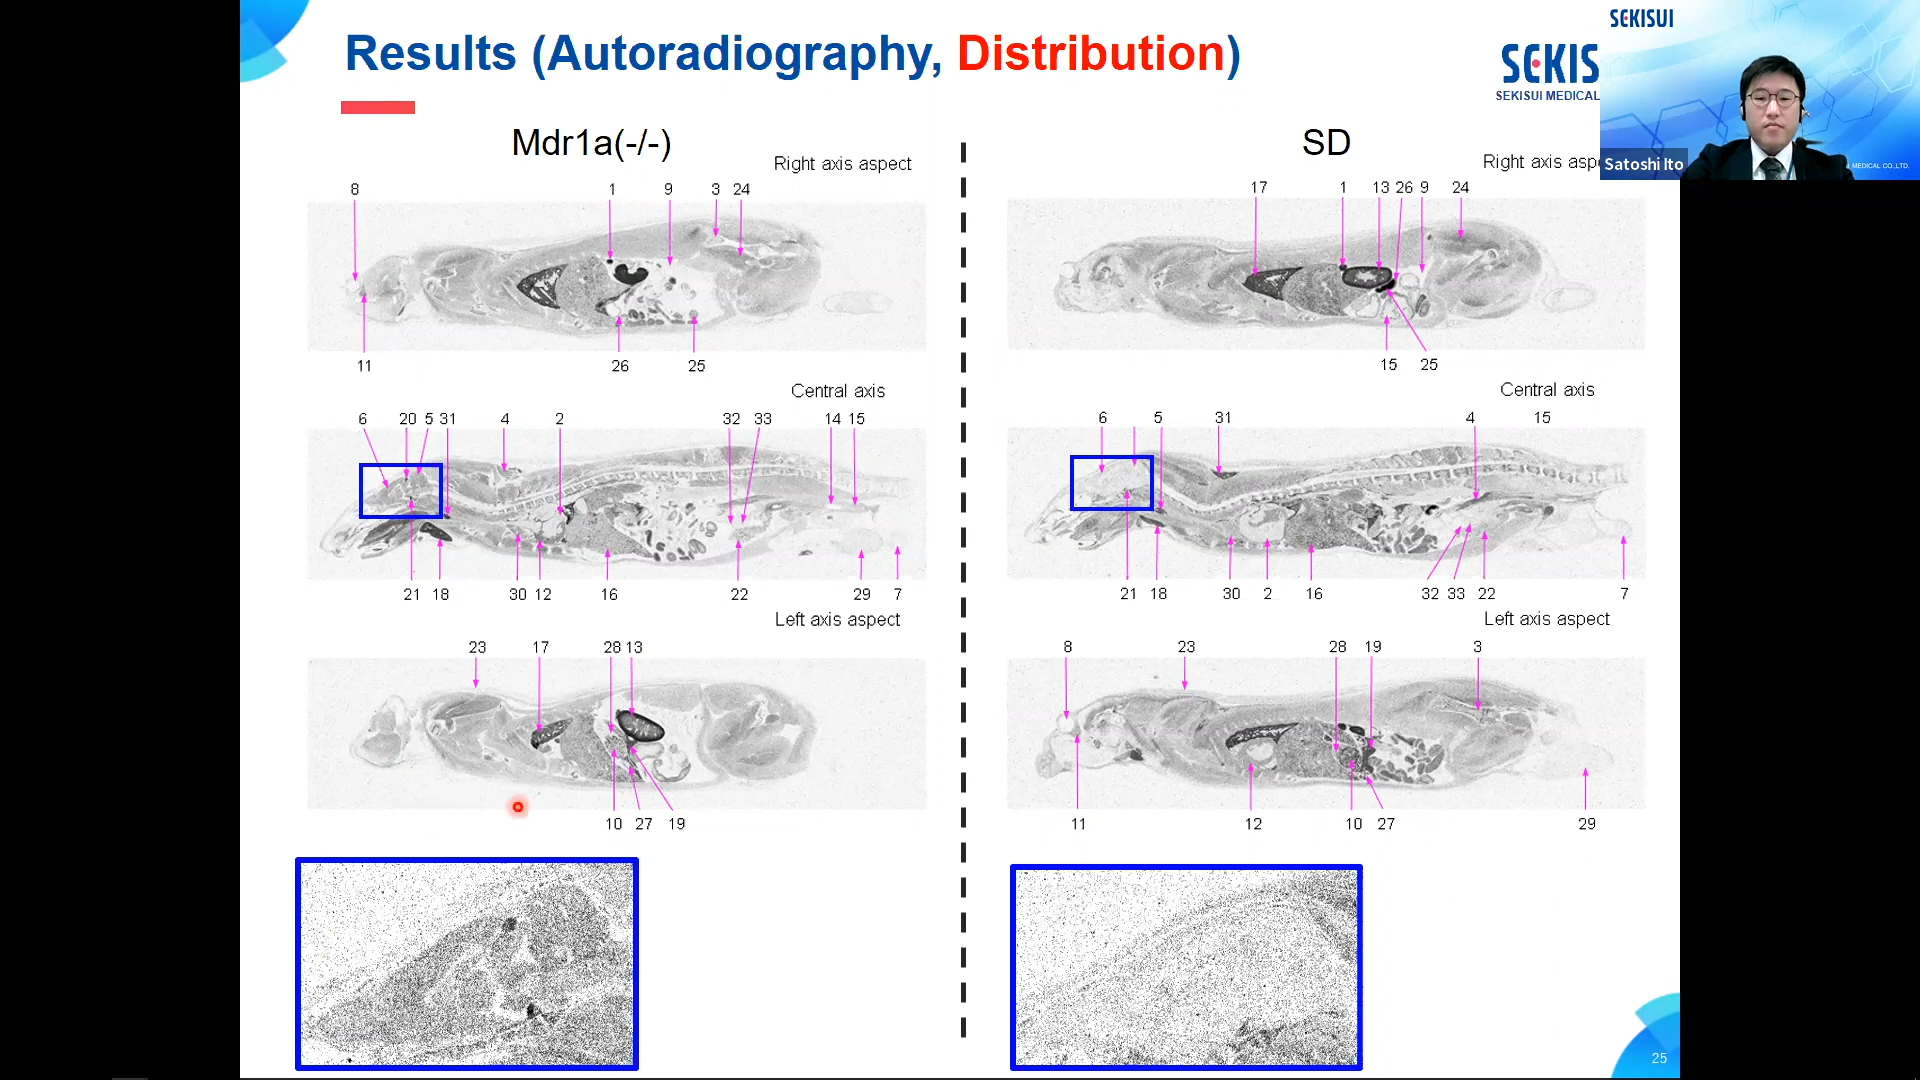 Results (Autoradiography, Distribution)
SEKIS
SEKISUI MEDICAL
SEKISUI
Satoshi Ito
MEDICAL CO.,LTD.
Mdr1a(-/-)
Right axis aspect
8 1 9 3 24
11 26 25
Central axis
6 20 5 31 4 2 32 33 14 15
21 18 30 12 16 22 29 7
Left axis aspect
23 17 28 13
10 27 19
SD
Right axis aspe
17 1 13 26 9 24
15 25
Central axis
6 5 31 4 15
21 18 30 2 16 32 33 22 7
Left axis aspect
8 23 28 19 3
11 12 10 27 29
25